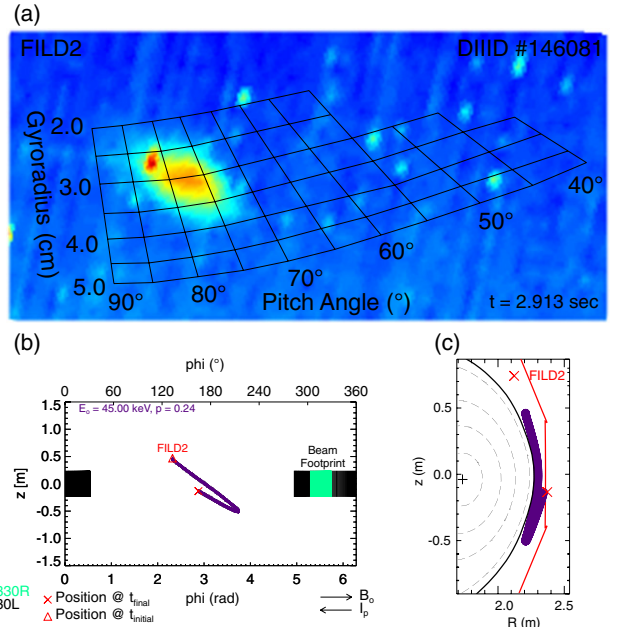 (a)
FILD2
DIIID #146081
Gyroradius (cm)
2.0
3.0
4.0
5.0
90°
80°
70°
60°
50°
40°
Pitch Angle (°)
t = 2.913 sec
(b)
phi (°)
0 60 120 180 240 300 360
E₀ = 45.00 keV, p = 0.24
FILD2
Beam
Footprint
z [m]
1.5
1.0
0.5
0.0
-0.5
-1.0
-1.5
0 1 2 3 4 5 6
phi (rad)
330R
30L
× Position @ t_final
△ Position @ t_initial
B₀
Iₚ
(c)
× FILD2
z (m)
0.5
0.0
-0.5
2.0 2.5
R (m)